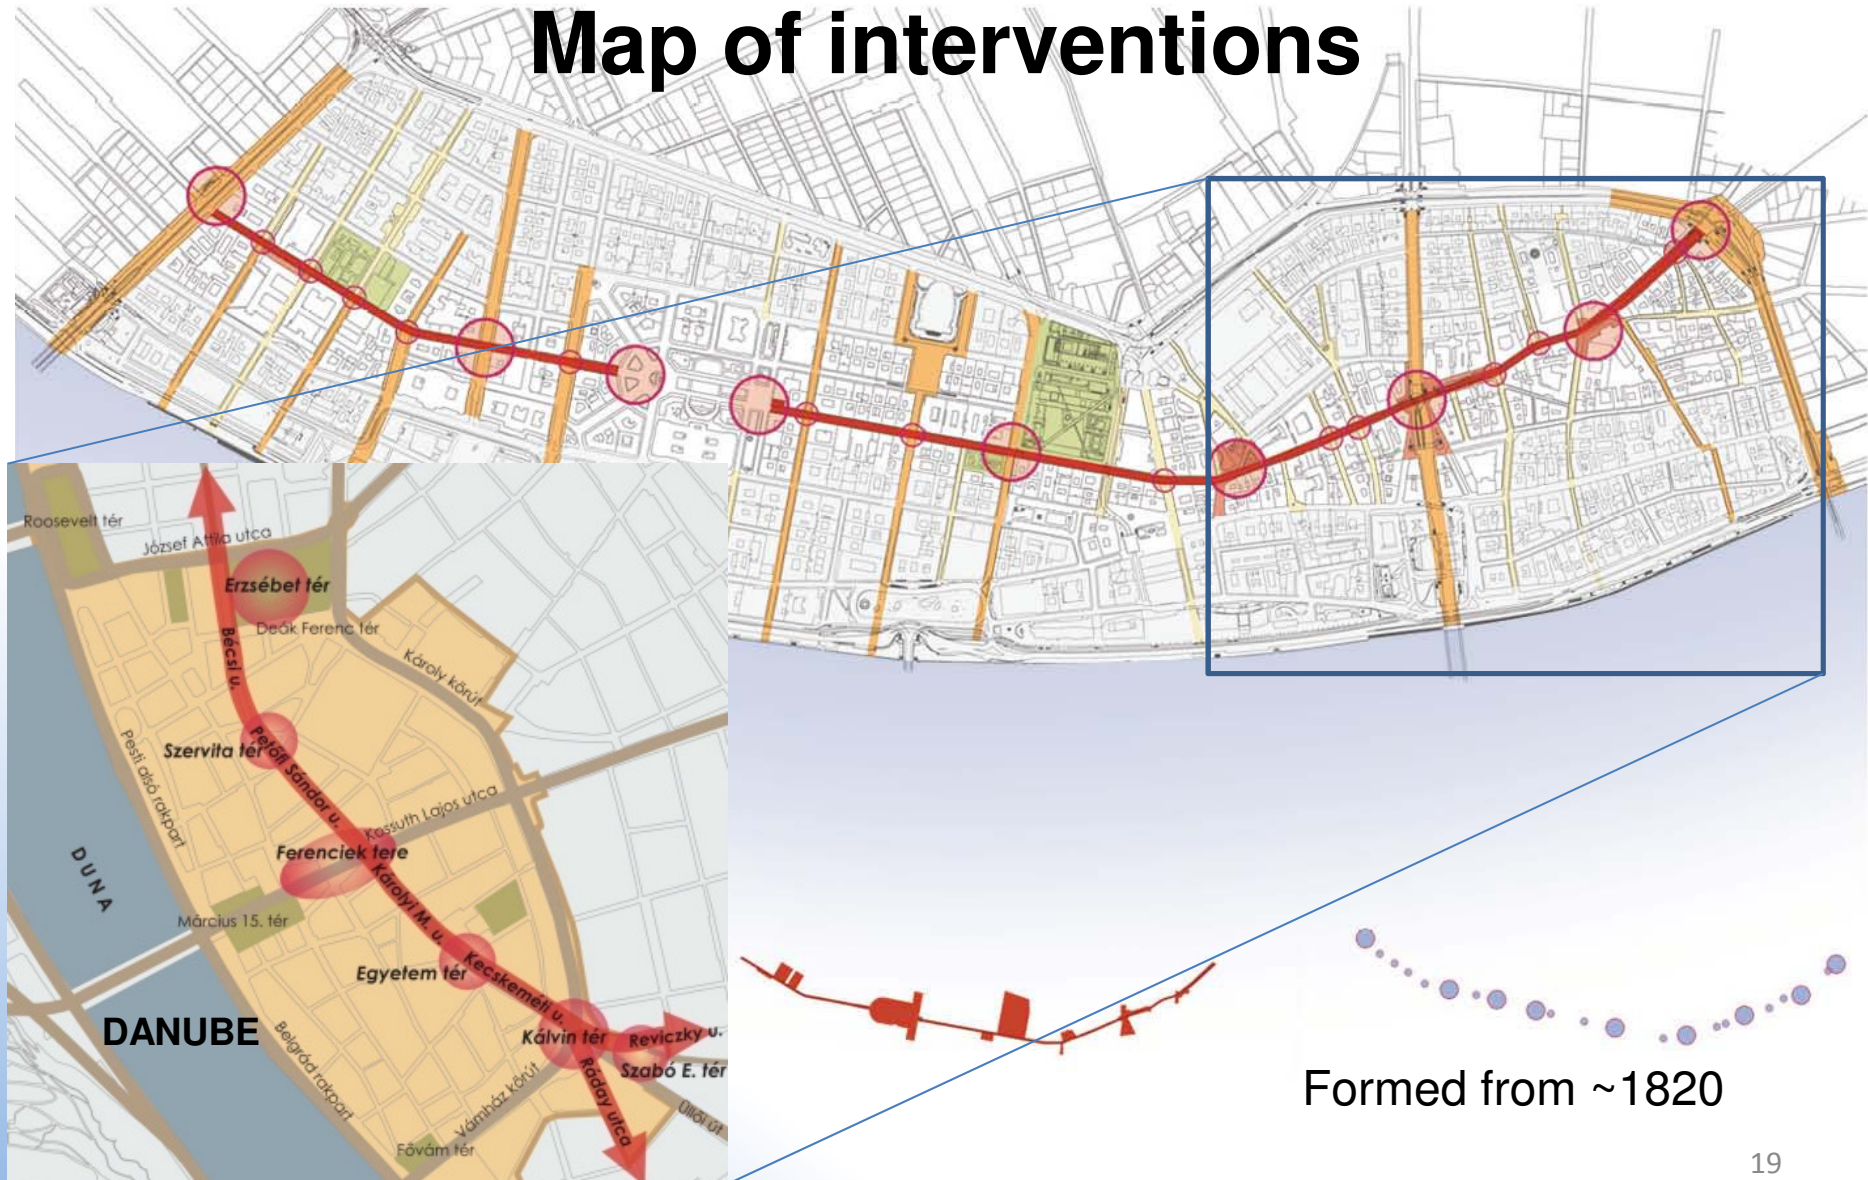 Map of interventions
Roosevelt tér
József Attila utca
Erzsébet tér
Deák Ferenc tér
Bécsi u.
Károly körút
Szervita tér
Petőfi Sándor u.
Pesti alsó rakpart
Kossuth Lajos utca
Ferenciek tere
Károlyi M. u.
DUNA
Március 15. tér
Egyetem tér
Kecskeméti u.
DANUBE
Belgrád rakpart
Kálvin tér
Reviczky u.
Szabó E. tér
Ráday utca
Vámház körút
Üllői út
Fővám tér
Formed from ~1820
19